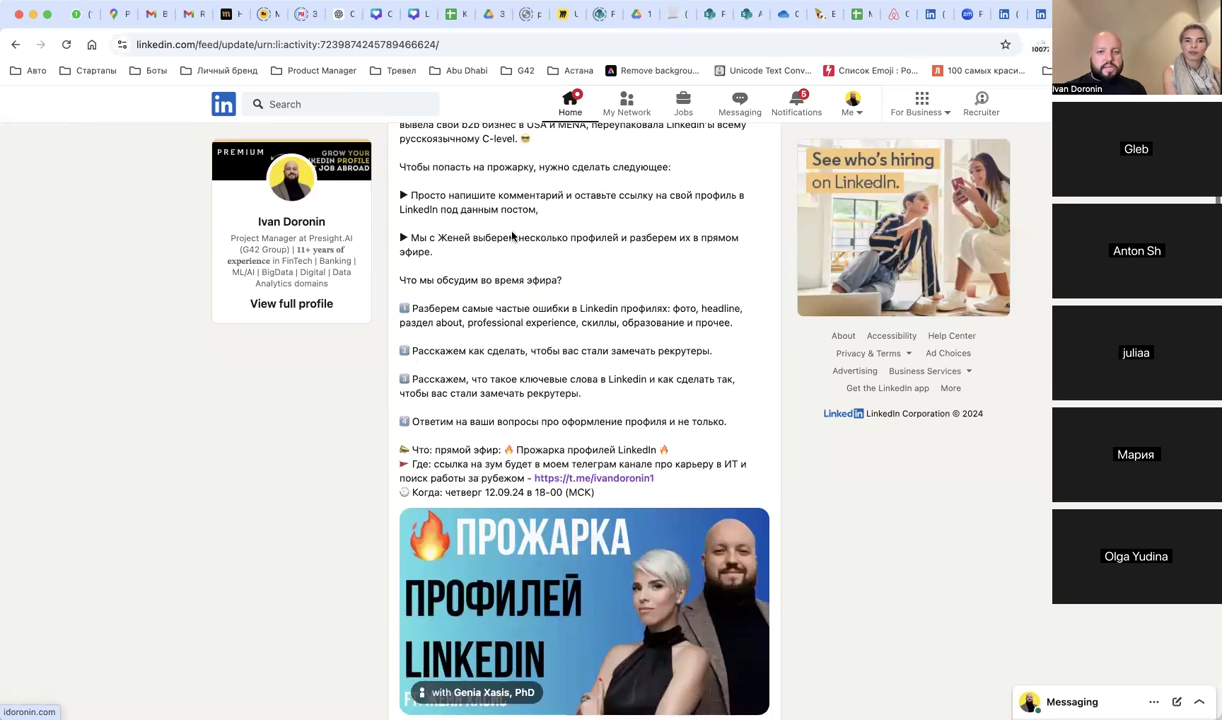 linkedin.com/feed/update/urn:li:activity:7239874245789466624/
Авто
Стартапы
Боты
Личный бренд
Product Manager
Тревел
Abu Dhabi
G42
Астана
Remove backgrou...
Unicode Text Conv...
Список Emoji : Po...
100 самых краси...
Search
Home
My Network
Jobs
Messaging
5
Notifications
Me
For Business
Recruiter
PREMIUM
Ivan Doronin
Project Manager at Presight.AI
(G42 Group) | 11+ years of
experience in FinTech | Banking |
ML/AI | BigData | Digital | Data
Analytics domains
View full profile
вывела свой b2b бизнес в USA и MENA, переупаковала LinkedIn'ы всему
русскоязычному C-level. 😎
Чтобы попасть на прожарку, нужно сделать следующее:
▶ Просто напишите комментарий и оставьте ссылку на свой профиль в
LinkedIn под данным постом,
▶ Мы с Женей выберем несколько профилей и разберем их в прямом
эфире.
Что мы обсудим во время эфира?
1 Разберем самые частые ошибки в Linkedin профилях: фото, headline,
раздел about, professional experience, скиллы, образование и прочее.
2 Расскажем как сделать, чтобы вас стали замечать рекрутеры.
3 Расскажем, что такое ключевые слова в Linkedin и как сделать так,
чтобы вас стали замечать рекрутеры.
4 Ответим на ваши вопросы про оформление профиля и не только.
Что: прямой эфир: 🔥 Прожарка профилей LinkedIn 🔥
Где: ссылка на зум будет в моем телеграм канале про карьеру в ИТ и
поиск работы за рубежом - https://t.me/ivandoronin1
Когда: четверг 12.09.24 в 18-00 (МСК)
🔥ПРОЖАРКА
ПРОФИЛЕЙ
LINKEDIN
with Genia Xasis, PhD
See who's hiring
on LinkedIn.
About Accessibility Help Center
Privacy & Terms Ad Choices
Advertising Business Services
Get the LinkedIn app More
LinkedIn LinkedIn Corporation © 2024
Ivan Doronin
Gleb
Anton Sh
juliaa
Мария
Olga Yudina
Messaging
idoronin.com